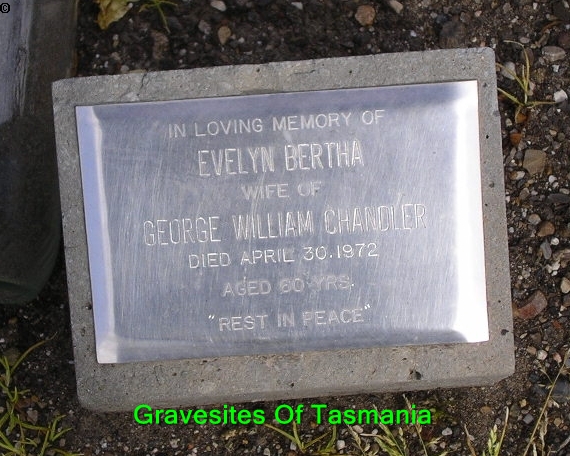 ©
IN LOVING MEMORY OF
EVELYN BERTHA
WIFE OF
GEORGE WILLIAM CHANDLER
DIED APRIL 30. 1972
AGED 80 YRS.
"REST IN PEACE"
Gravesites Of Tasmania